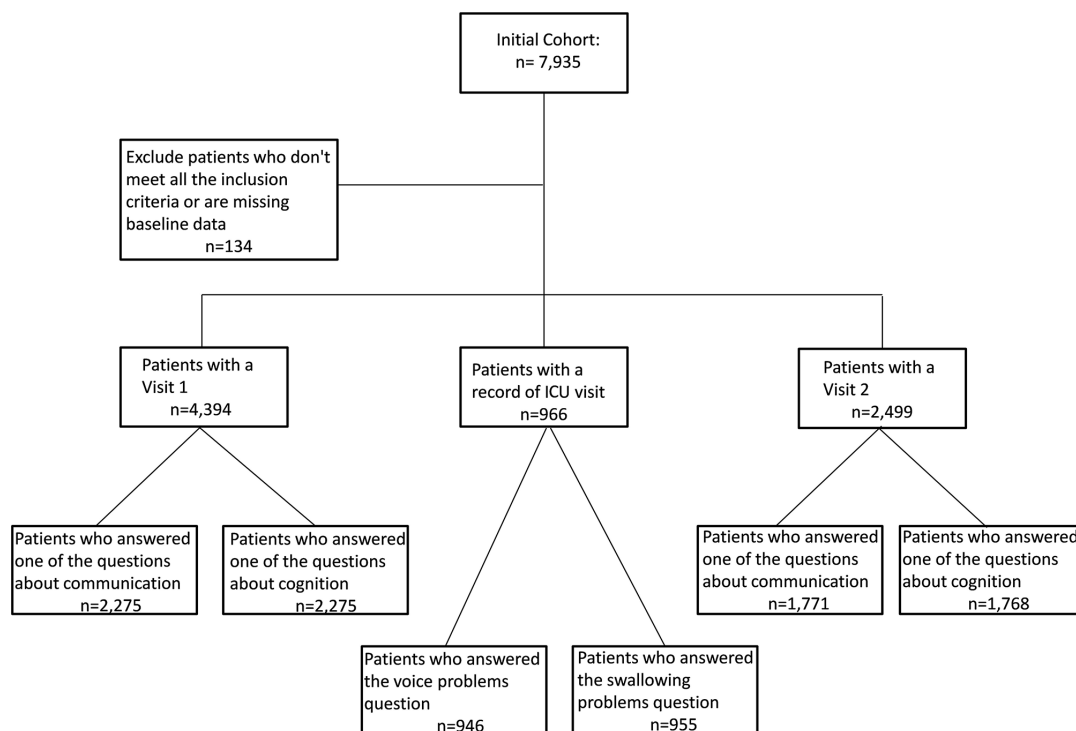 Initial Cohort:
n= 7,935
Exclude patients who don't
meet all the inclusion
criteria or are missing
baseline data
n=134
Patients with a
Visit 1
n=4,394
Patients with a
record of ICU visit
n=966
Patients with a
Visit 2
n=2,499
Patients who answered
one of the questions
about communication
n=2,275
Patients who answered
one of the questions
about cognition
n=2,275
Patients who answered
one of the questions
about communication
n=1,771
Patients who answered
one of the questions
about cognition
n=1,768
Patients who answered
the voice problems
question
n=946
Patients who answered
the swallowing
problems question
n=955